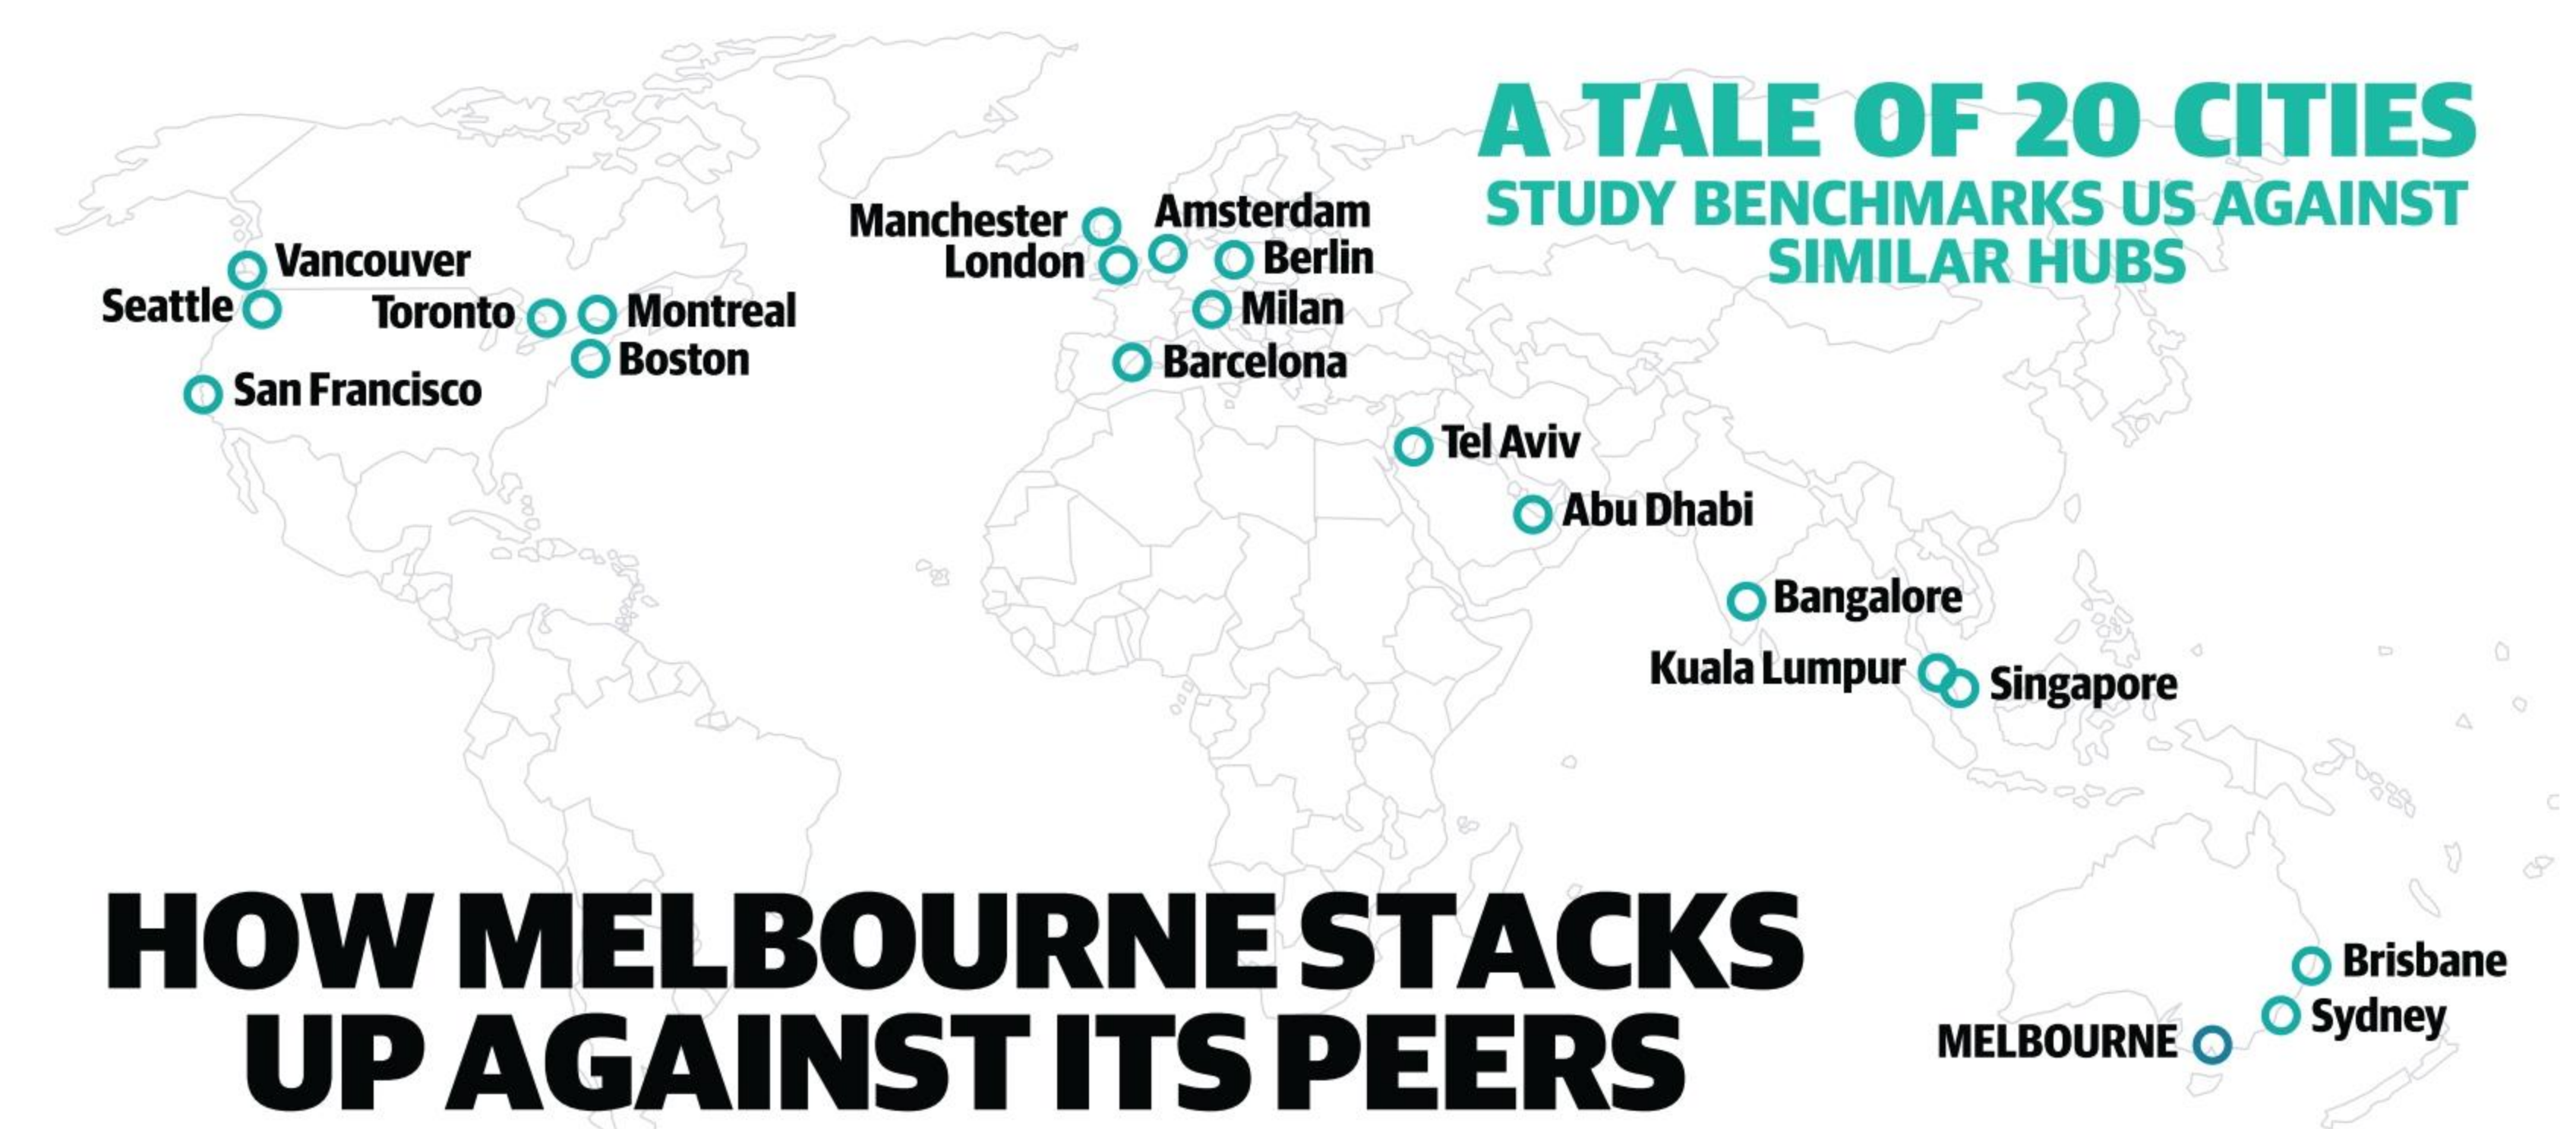 A TALE OF 20 CITIES
STUDY BENCHMARKS US AGAINST
SIMILAR HUBS
Vancouver
Seattle
Toronto
Montreal
Boston
San Francisco
Manchester
Amsterdam
London
Berlin
Milan
Barcelona
Tel Aviv
Abu Dhabi
Bangalore
Kuala Lumpur
Singapore
Brisbane
Sydney
MELBOURNE
HOW MELBOURNE STACKS
UP AGAINST ITS PEERS